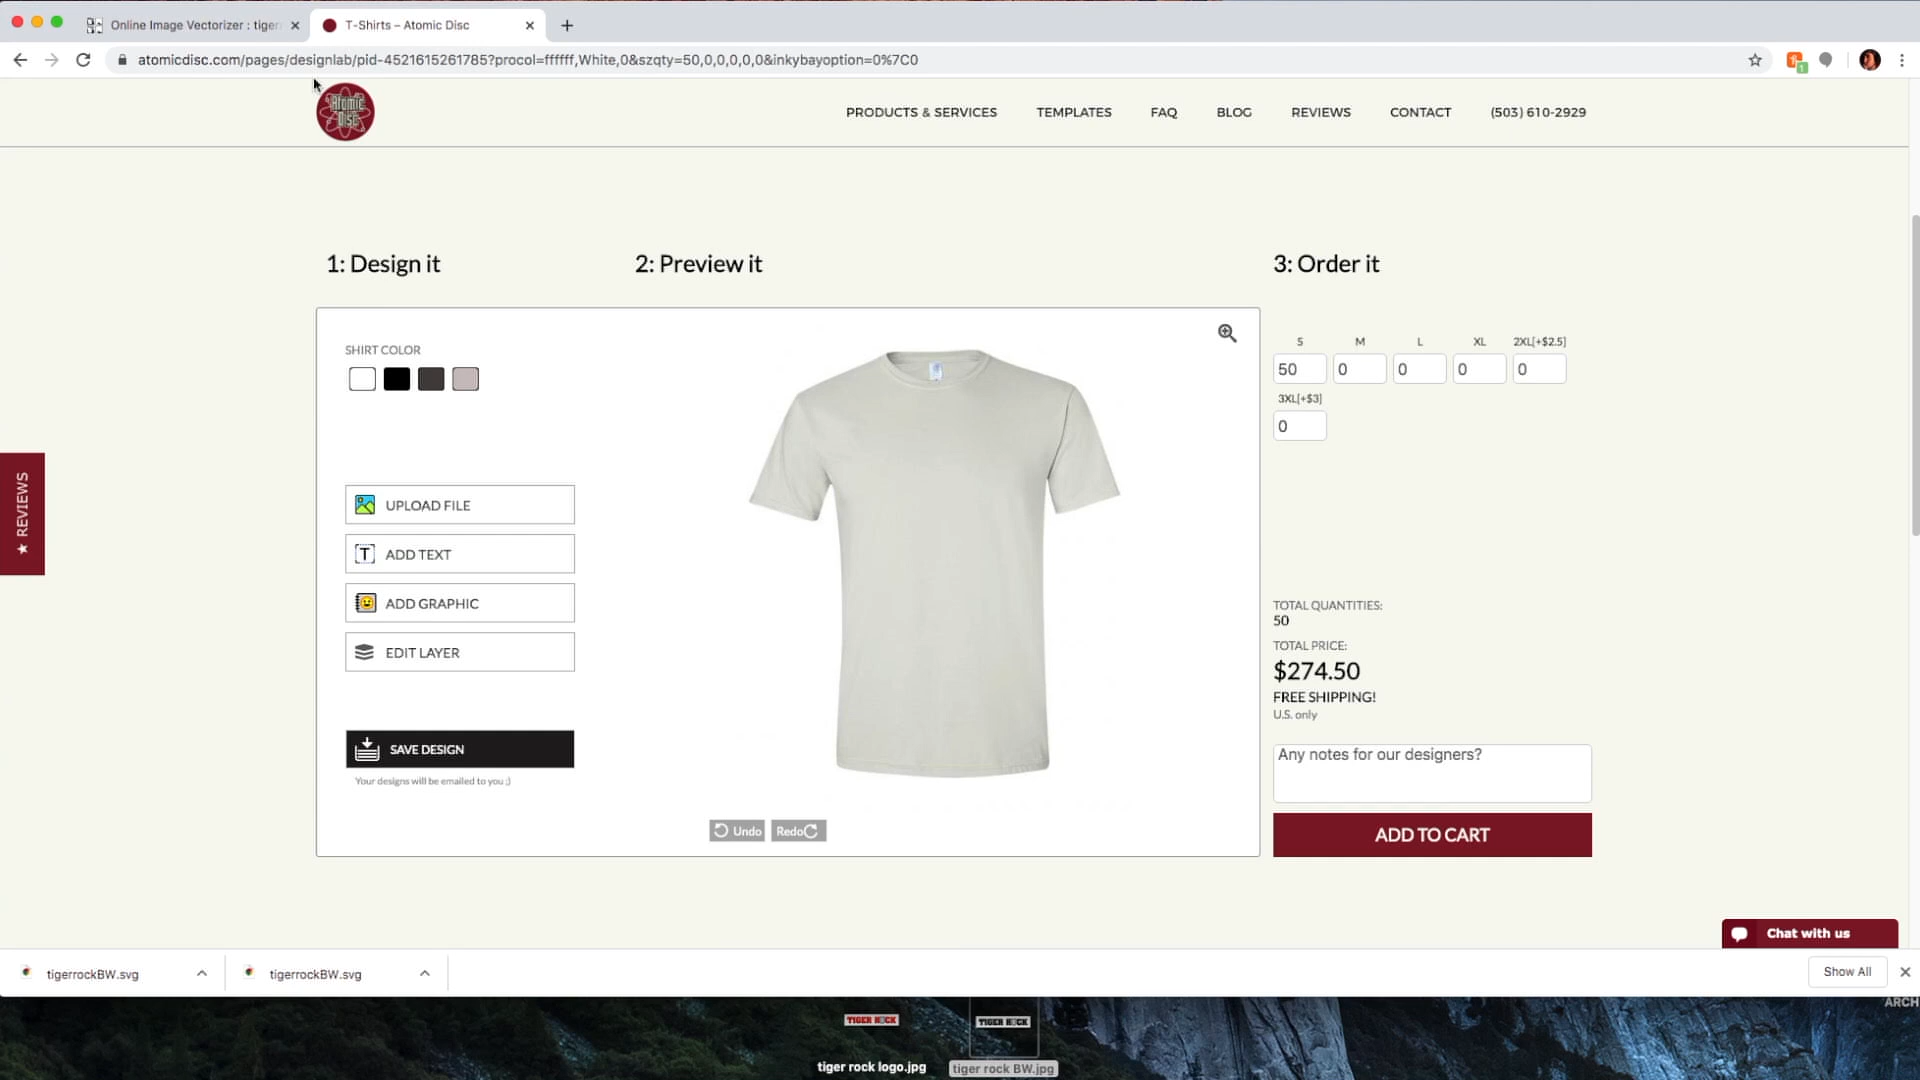 Online Image Vectorizer : tiger
T-Shirts – Atomic Disc
atomicdisc.com/pages/designlab/pid-4521615261785?procol=ffffff,White,0&szqty=50,0,0,0,0,0&inkybayoption=0%7C0
1
Atomic Disc
PRODUCTS & SERVICES
TEMPLATES
FAQ
BLOG
REVIEWS
CONTACT
(503) 610-2929
1: Design it
2: Preview it
3: Order it
SHIRT COLOR
S M L XL 2XL[+$2.5]
50 0 0 0 0
3XL[+$3]
0
★ REVIEWS
UPLOAD FILE
T ADD TEXT
ADD GRAPHIC
EDIT LAYER
SAVE DESIGN
Your designs will be emailed to you ;)
Undo
Redo
TOTAL QUANTITIES:
50
TOTAL PRICE:
$274.50
FREE SHIPPING!
U.S. only
Any notes for our designers?
ADD TO CART
Chat with us
tigerrockBW.svg
tigerrockBW.svg
Show All
ARCH
TIGER ROCK
TIGER ROCK
tiger rock logo.jpg
tiger rock BW.jpg